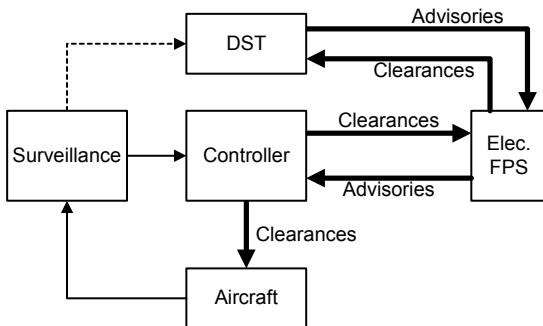 Advisories
DST
Clearances
Surveillance
Controller
Clearances
Elec.
FPS
Advisories
Clearances
Aircraft